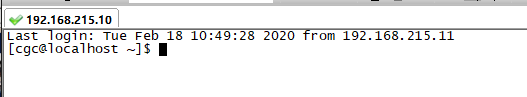 192.168.215.10
Last login: Tue Feb 18 10:49:28 2020 from 192.168.215.11
[cgc@localhost ~]$